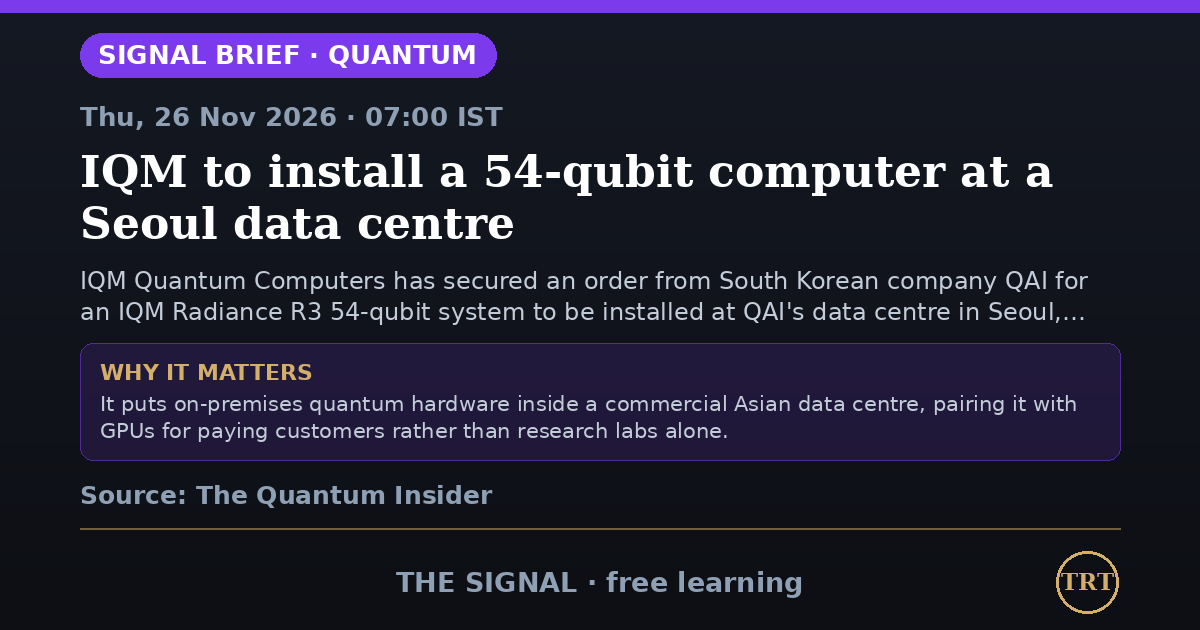 SIGNAL BRIEF · QUANTUM
Thu, 26 Nov 2026 · 07:00 IST
IQM to install a 54-qubit computer at a
Seoul data centre
IQM Quantum Computers has secured an order from South Korean company QAI for
an IQM Radiance R3 54-qubit system to be installed at QAI's data centre in Seoul,…
WHY IT MATTERS
It puts on-premises quantum hardware inside a commercial Asian data centre, pairing it with
GPUs for paying customers rather than research labs alone.
Source: The Quantum Insider
THE SIGNAL · free learning
TRT